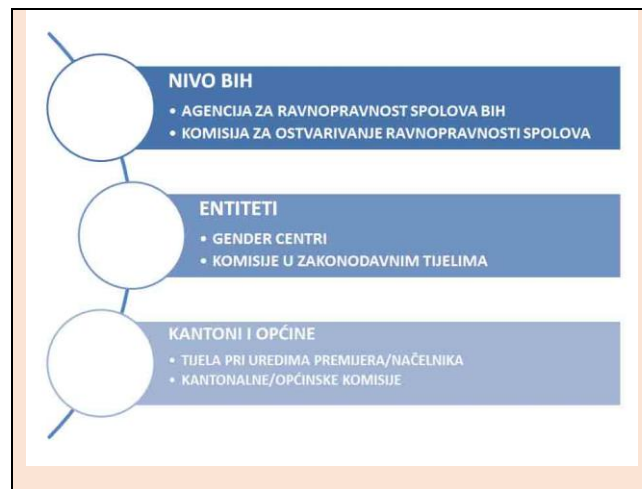 NIVO BIH
• AGENCIJA ZA RAVNOPRAVNOST SPOLOVA BIH
• KOMISIJA ZA OSTVARIVANJE RAVNOPRAVNOSTI SPOLOVA
ENTITETI
• GENDER CENTRI
• KOMISIJE U ZAKONODAVNIM TIJELIMA
KANTONI I OPĆINE
• TIJELA PRI UREDIMA PREMIJERA/NAČELNIKA
• KANTONALNE/OPĆINSKE KOMISIJE